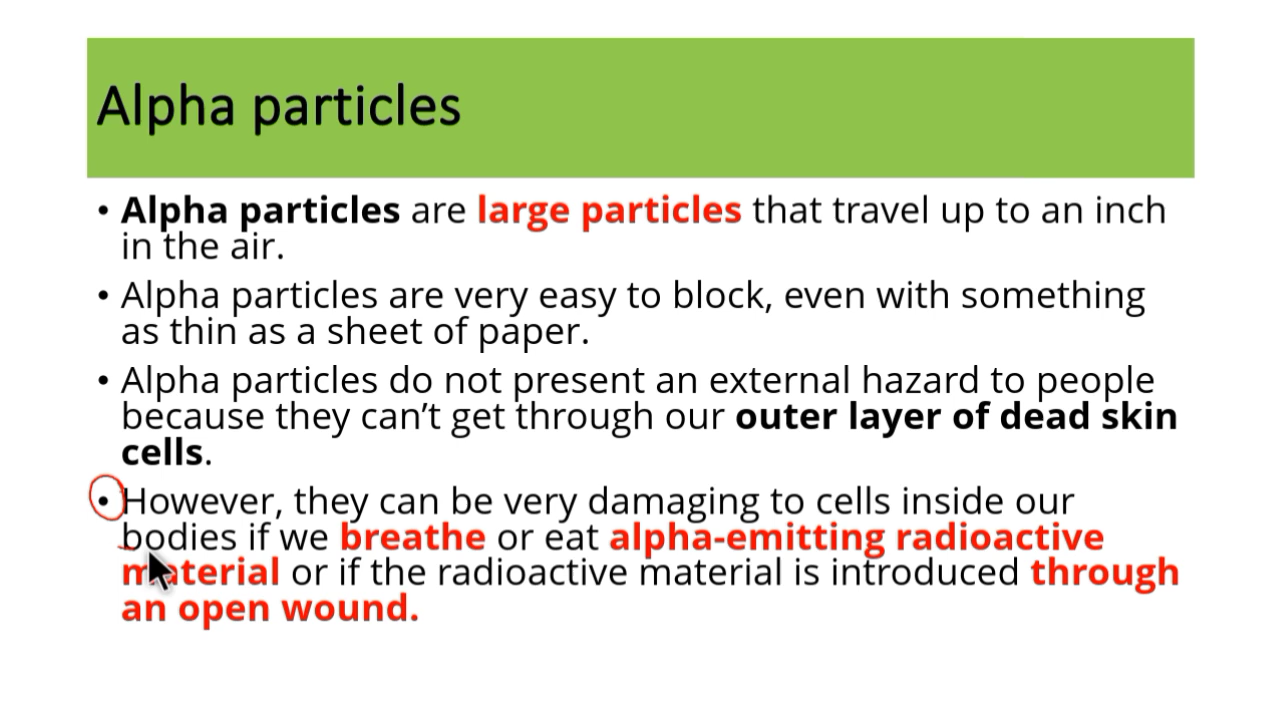 Alpha particles
• Alpha particles are large particles that travel up to an inch
in the air.
• Alpha particles are very easy to block, even with something
as thin as a sheet of paper.
• Alpha particles do not present an external hazard to people
because they can’t get through our outer layer of dead skin
cells.
• However, they can be very damaging to cells inside our
bodies if we breathe or eat alpha-emitting radioactive
material or if the radioactive material is introduced through
an open wound.